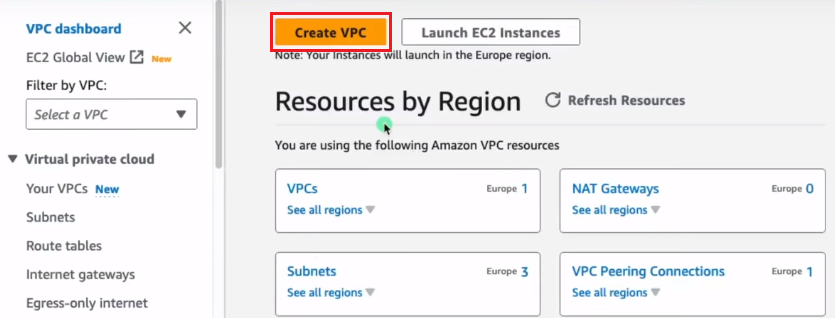 VPC dashboard
EC2 Global View New
Filter by VPC:
Select a VPC
Virtual private cloud
Your VPCs New
Subnets
Route tables
Internet gateways
Egress-only internet
Create VPC
Launch EC2 Instances
Note: Your Instances will launch in the Europe region.
Resources by Region
Refresh Resources
You are using the following Amazon VPC resources
VPCs Europe 1
See all regions
NAT Gateways Europe 0
See all regions
Subnets Europe 3
See all regions
VPC Peering Connections Europe 1
See all regions